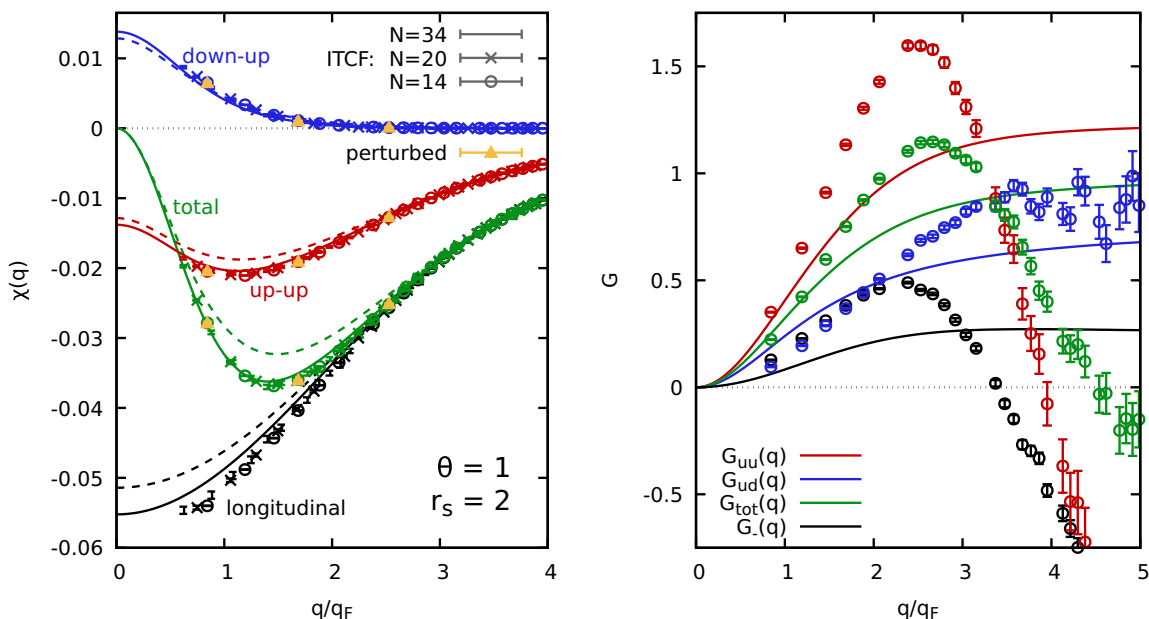 0.01
0
-0.01
-0.02
-0.03
-0.04
-0.05
-0.06
χ(q)
0
1
2
3
4
q/q_F
down-up
N=34
ITCF: N=20
N=14
perturbed
total
up-up
longitudinal
θ = 1
r_s = 2
1.5
1
0.5
0
-0.5
G
0
1
2
3
4
5
q/q_F
G_uu(q)
G_ud(q)
G_tot(q)
G_-(q)